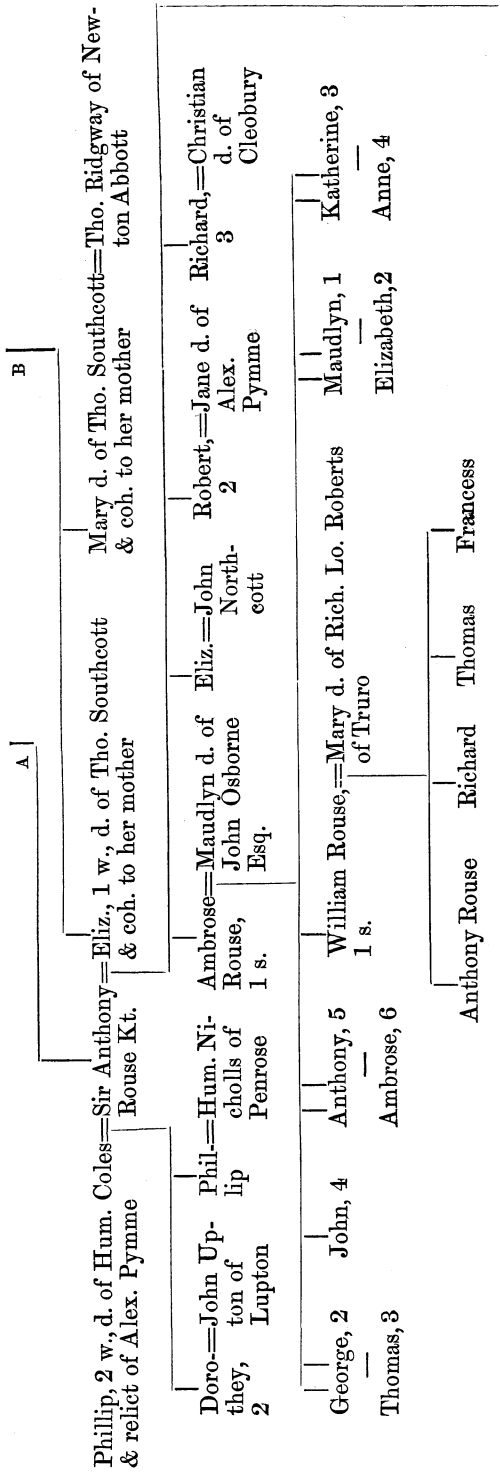 A
B
Phillip, 2 w., d. of Hum. Coles=Sir Anthony=Eliz., 1 w., d. of Tho. Southcott
& relict of Alex. Pymme
Rouse Kt.
& coh. to her mother
Mary d. of Tho. Southcott=Tho. Ridgway of New-
& coh. to her mother
ton Abbott
Doro-=John Up-
they,
ton of
2
Lupton
Phil-=Hum. Ni-
lip
cholls of
Penrose
Ambrose=Maudlyn d. of
Rouse,
John Osborne
1 s.
Esq.
Eliz.=John
North-
cott
Robert,=Jane d. of
2
Alex.
Pymme
Richard,=Christian
3
d. of
Cleobury
George, 2
—
Thomas, 3
John, 4
Anthony, 5
—
Ambrose, 6
William Rouse,=Mary d. of Rich. Lo. Roberts
1 s.
of Truro
Maudlyn, 1
—
Elizabeth, 2
Katherine, 3
—
Anne, 4
Anthony Rouse
Richard
Thomas
Francess